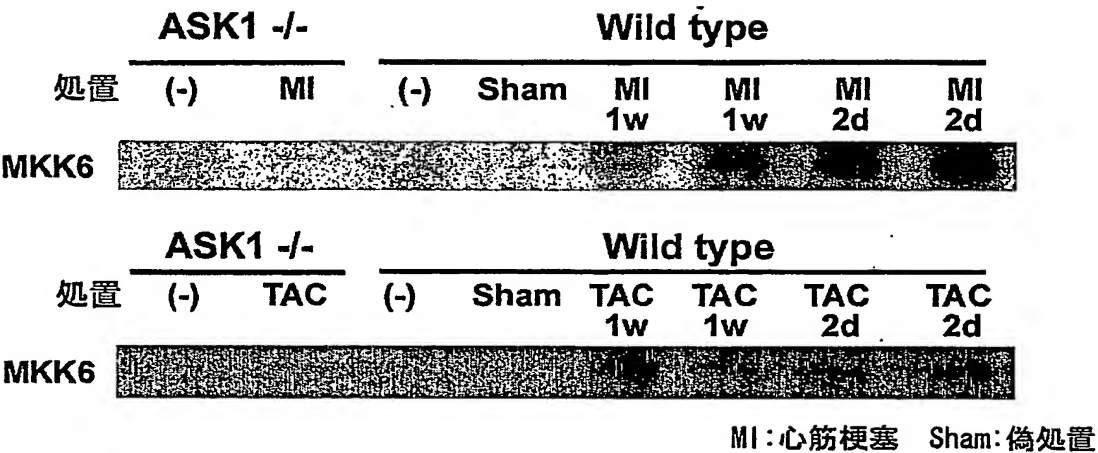 ASK1 -/- Wild type
処置 (-) MI (-) Sham MI MI MI MI
1w 1w 2d 2d
MKK6
ASK1 -/- Wild type
処置 (-) TAC (-) Sham TAC TAC TAC TAC
1w 1w 2d 2d
MKK6
MI:心筋梗塞 Sham:偽処置